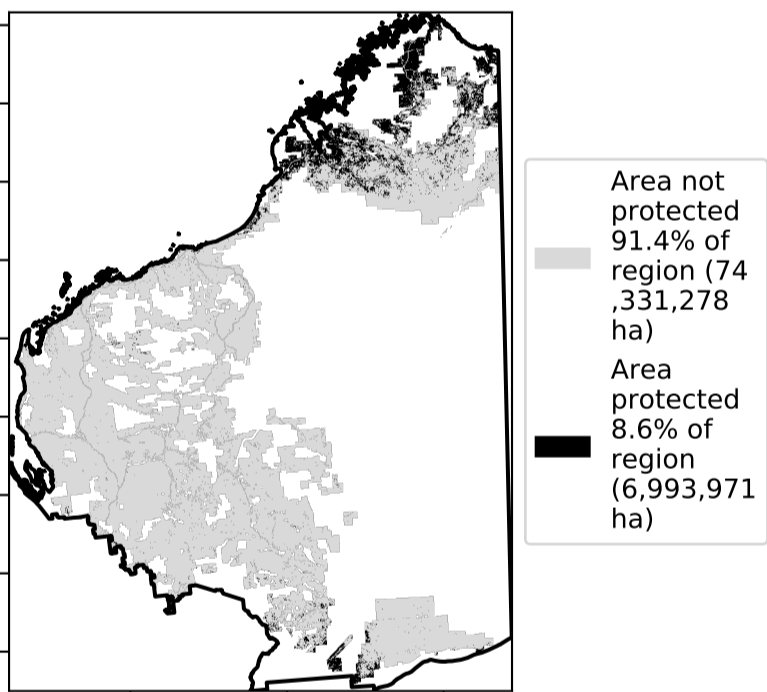 Area not
protected
91.4% of
region (74
,331,278
ha)
Area
protected
8.6% of
region
(6,993,971
ha)